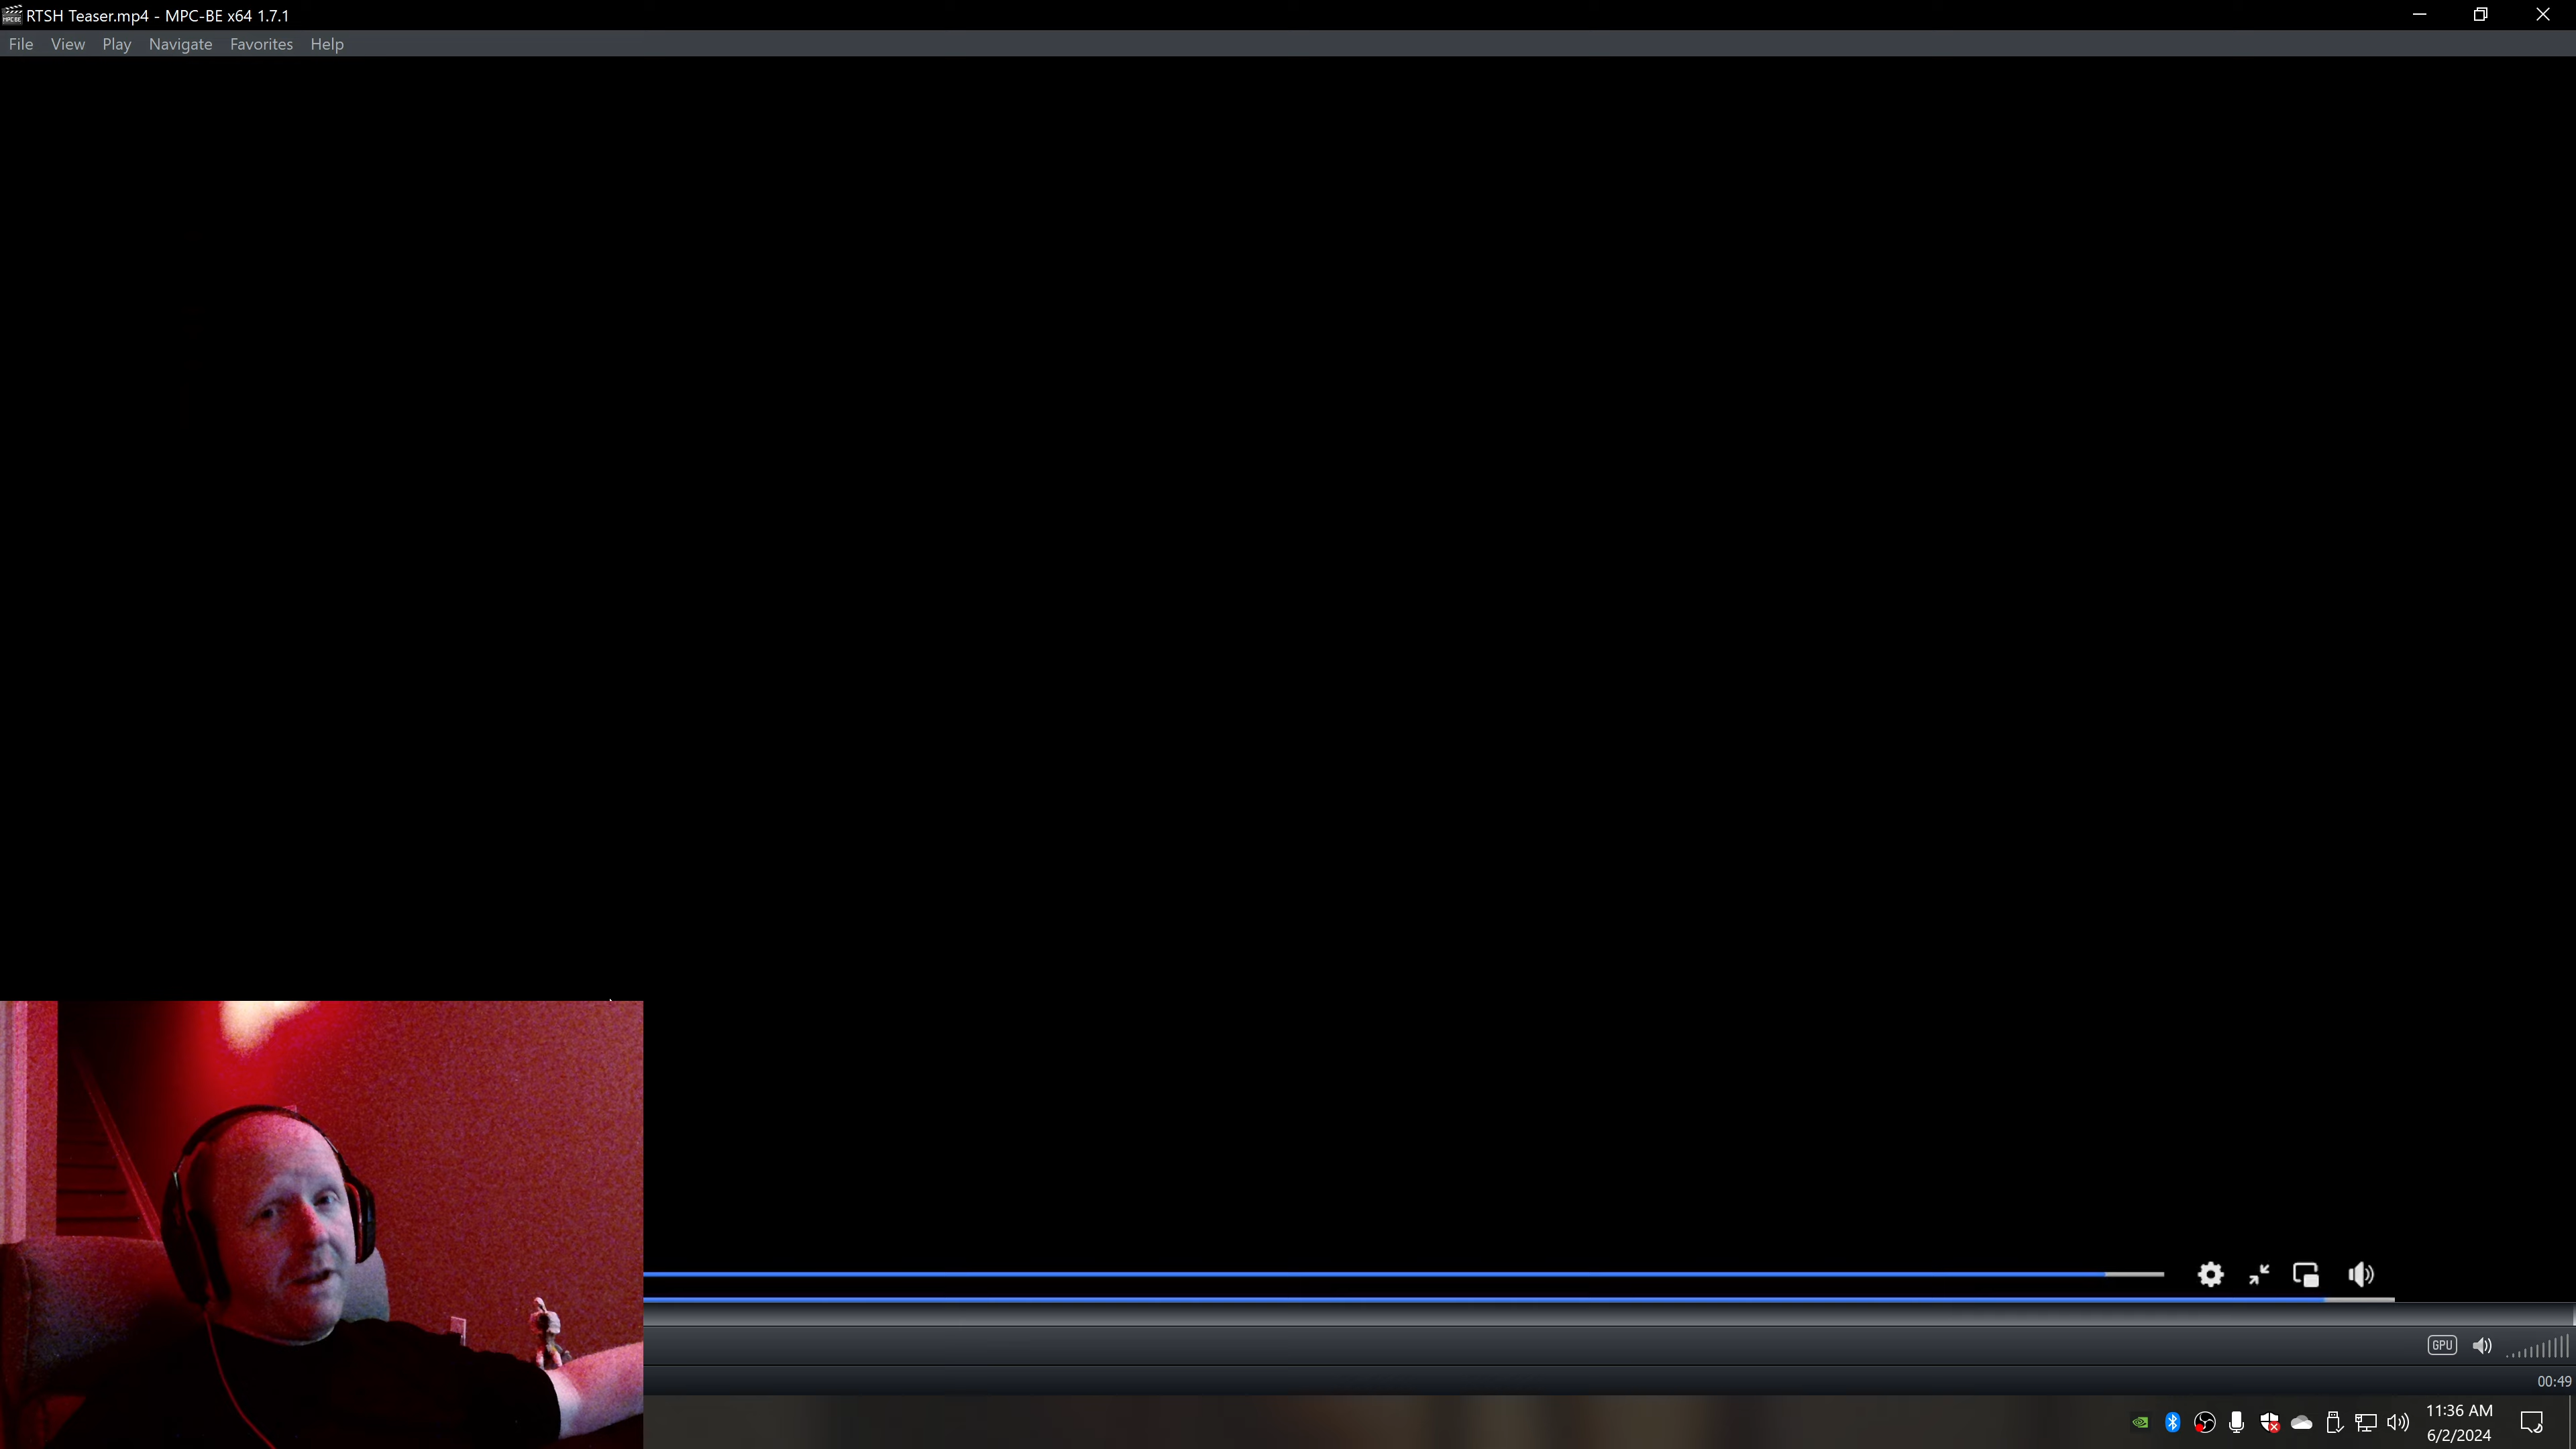 RTSH Teaser.mp4 - MPC-BE x64 1.7.1
File View Play Navigate Favorites Help
GPU
00:49
11:36 AM
6/2/2024